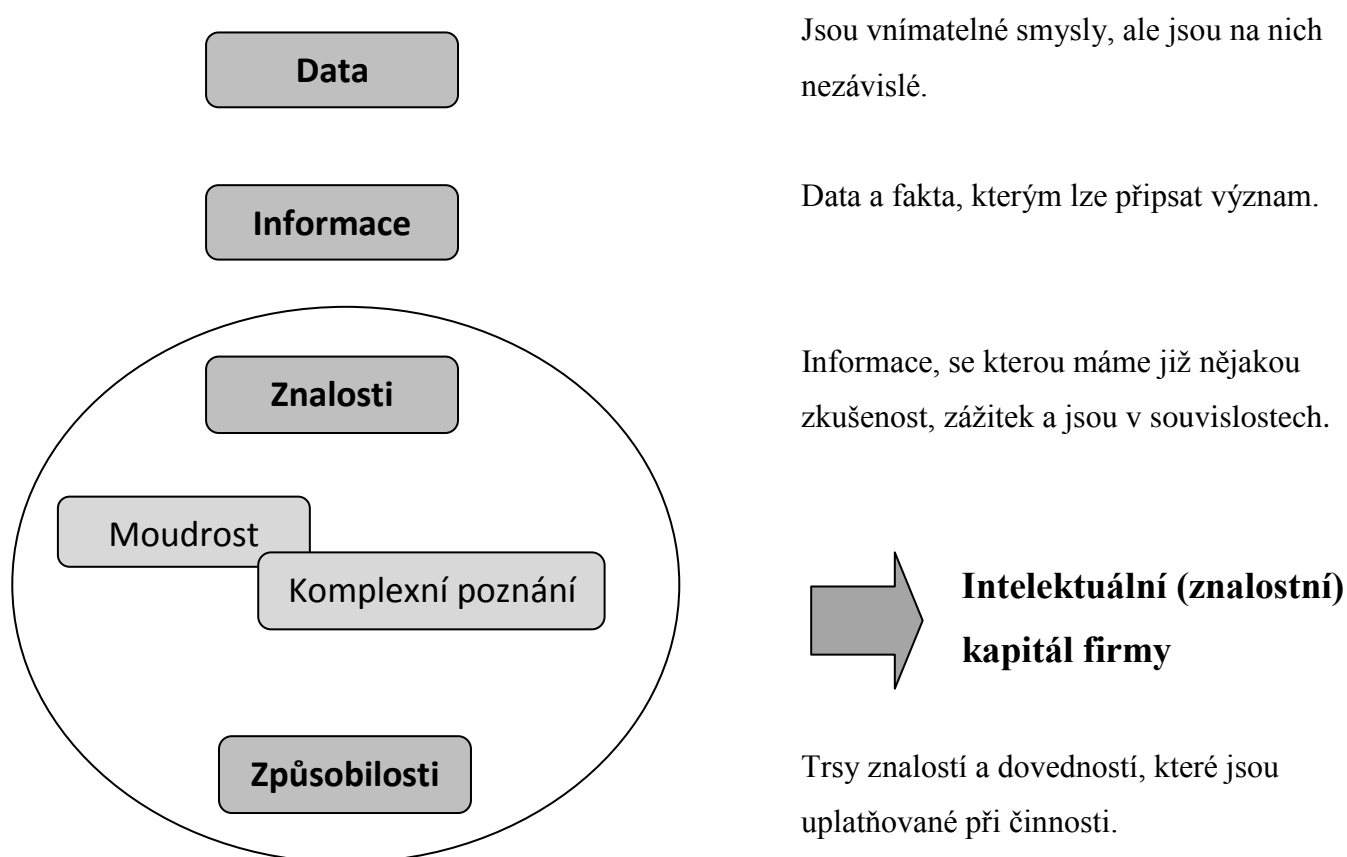 Data
Jsou vnímatelné smysly, ale jsou na nich
nezávislé.
Informace
Data a fakta, kterým lze připsat význam.
Znalosti
Informace, se kterou máme již nějakou
zkušenost, zážitek a jsou v souvislostech.
Moudrost
Komplexní poznání
Intelektuální (znalostní)
kapitál firmy
Způsobilosti
Trsy znalostí a dovedností, které jsou
uplatňované při činnosti.